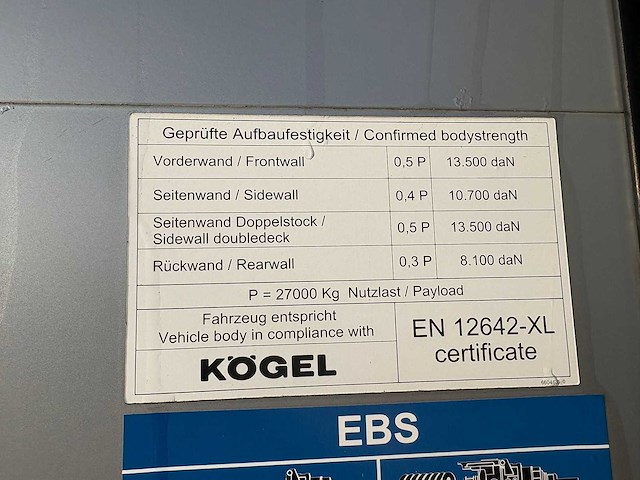 Geprüfte Aufbaufestigkeit / Confirmed bodystrength
Vorderwand / Frontwall 0,5 P 13.500 daN
Seitenwand / Sidewall 0,4 P 10.700 daN
Seitenwand Doppelstock /
Sidewall doubledeck 0,5 P 13.500 daN
Rückwand / Rearwall 0,3 P 8.100 daN
P = 27000 Kg Nutzlast / Payload
Fahrzeug entspricht
Vehicle body in compliance with
KÖGEL
EN 12642-XL
certificate
EBS